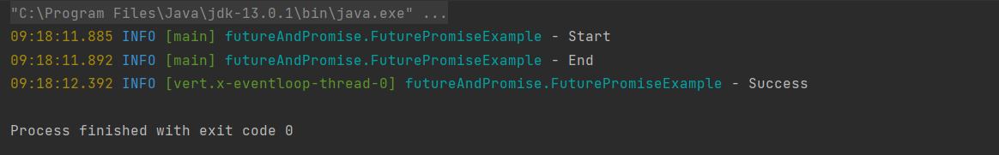 "C:\Program Files\Java\jdk-13.0.1\bin\java.exe" ...
09:18:11.885 INFO [main] futureAndPromise.FuturePromiseExample - Start
09:18:11.892 INFO [main] futureAndPromise.FuturePromiseExample - End
09:18:12.392 INFO [vert.x-eventloop-thread-0] futureAndPromise.FuturePromiseExample - Success
Process finished with exit code 0